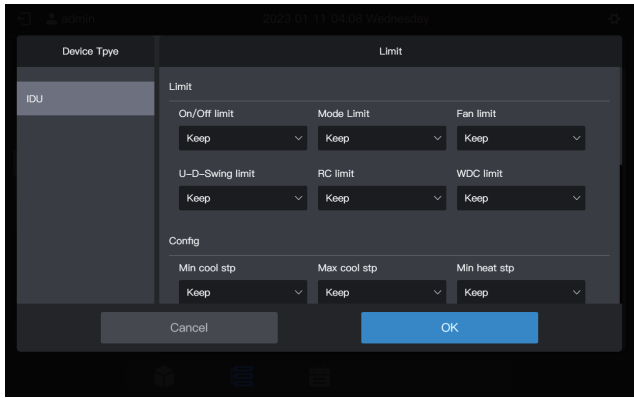 admin
2023 01 11 04:06 Wednesday
Device Tpye
Limit
IDU
Limit
On/Off limit
Mode Limit
Fan limit
Keep
Keep
Keep
U-D-Swing limit
RC limit
WDC limit
Keep
Keep
Keep
Config
Min cool stp
Max cool stp
Min heat stp
Keep
Keep
Keep
Cancel
OK